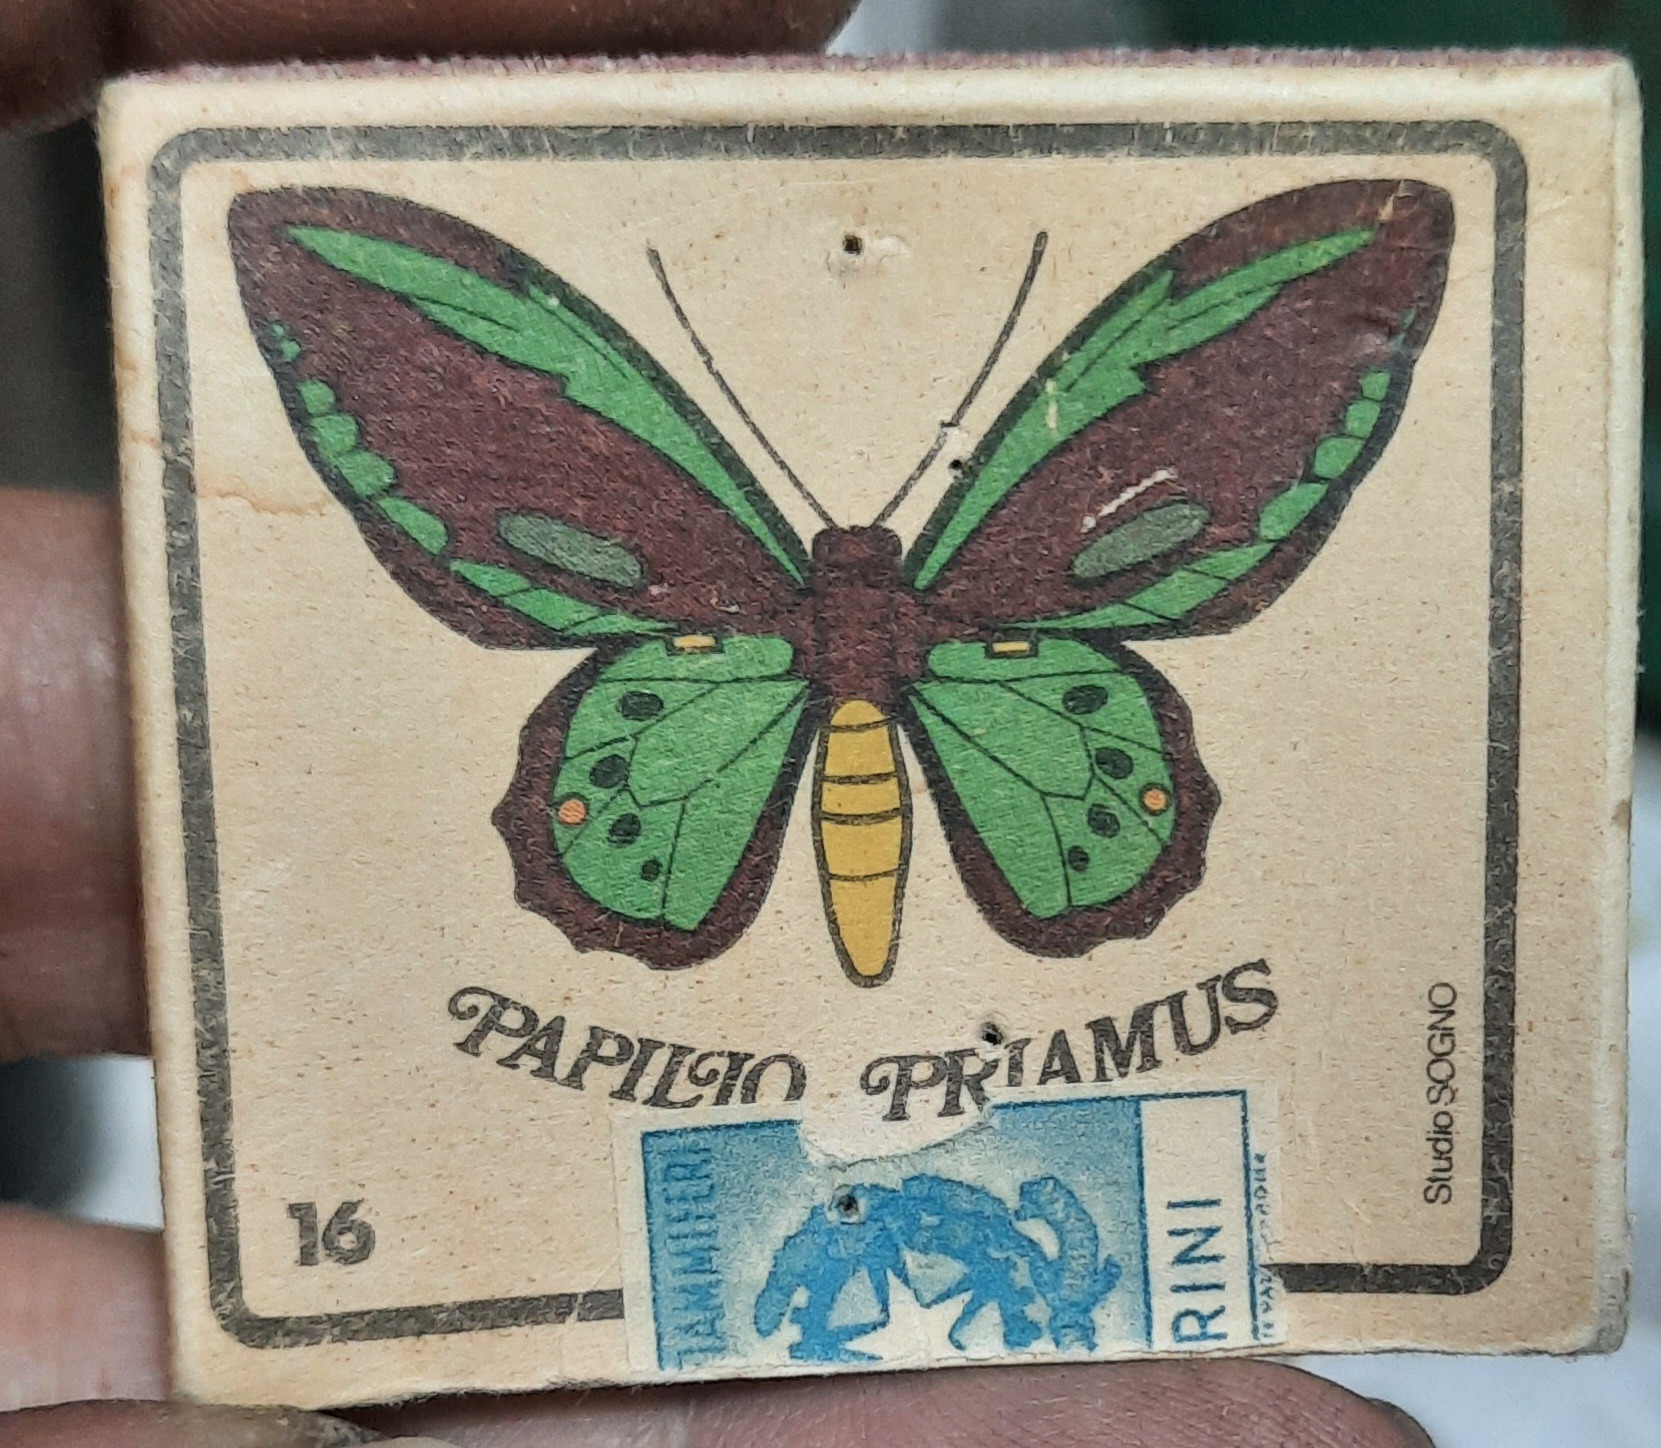 PAPILIO PRIAMUS
Studio SOGNO
16
RINI